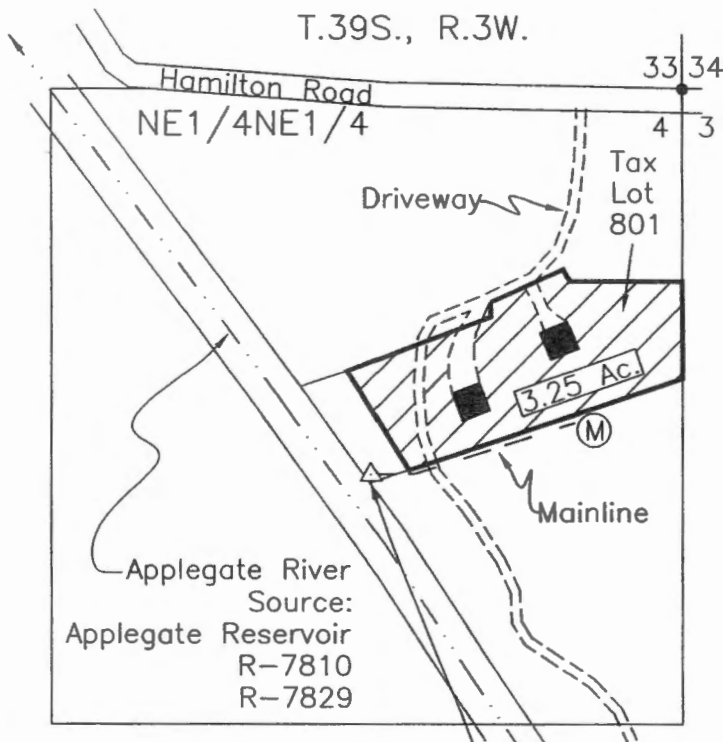 T.39S., R.3W.
33 34
Hamilton Road
NE1/4NE1/4
4 3
Tax
Lot
801
Driveway
3.25 Ac.
M
Mainline
Applegate River
Source:
Applegate Reservoir
R-7810
R-7829